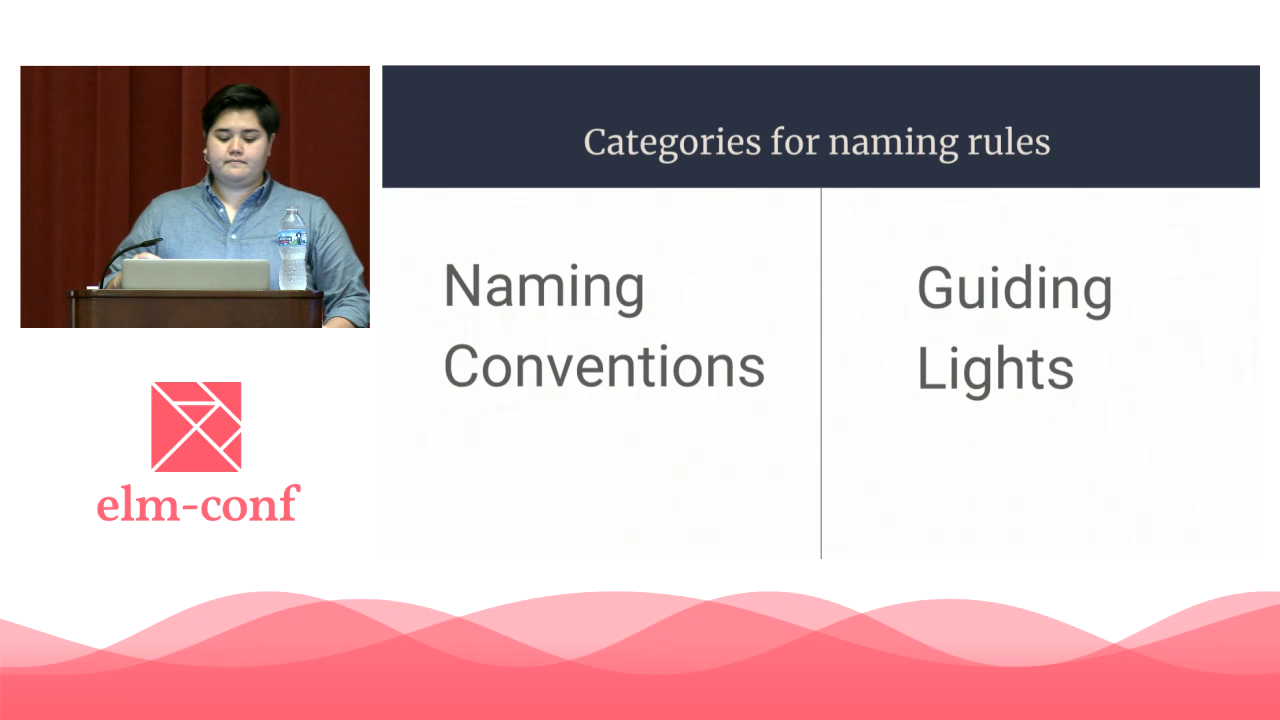 Categories for naming rules
Naming
Conventions
Guiding
Lights
elm-conf